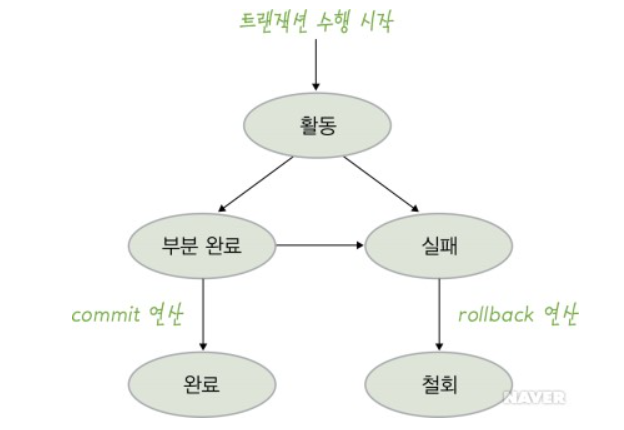 트랜잭션 수행 시작
활동
부분 완료
실패
commit 연산
rollback 연산
완료
철회
NAVER